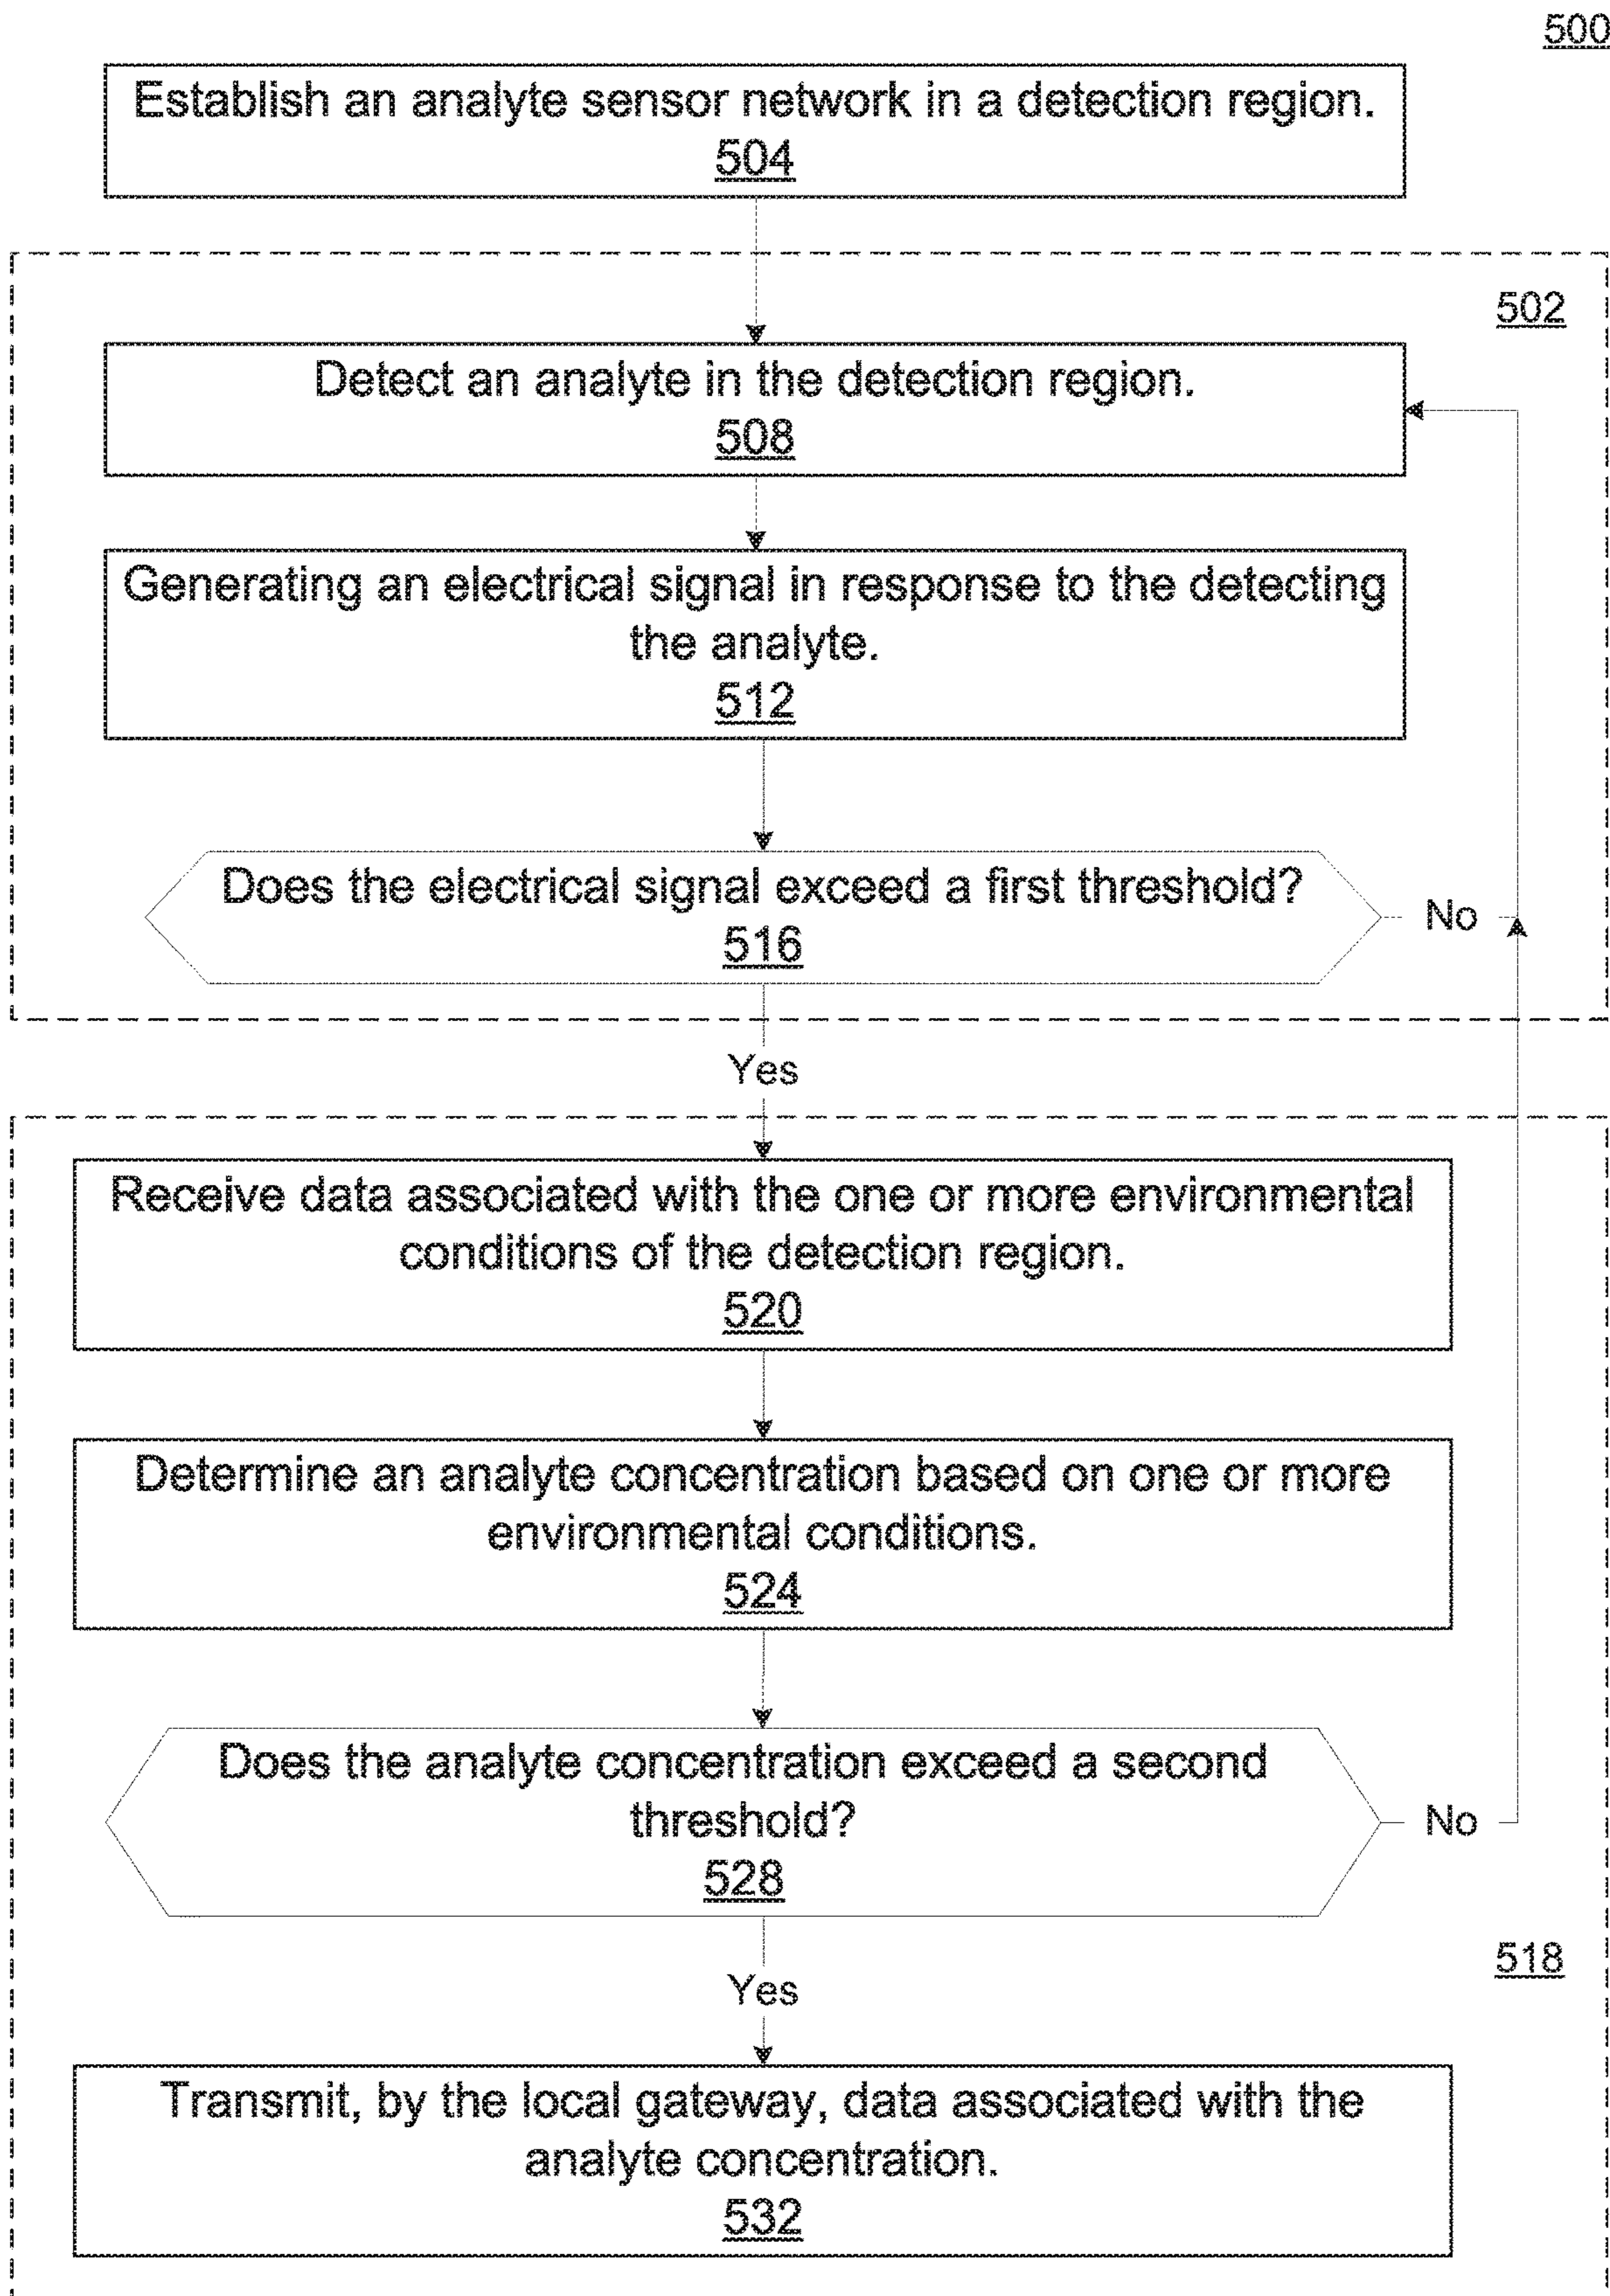 500
Establish an analyte sensor network in a detection region.
504
502
Detect an analyte in the detection region.
508
Generating an electrical signal in response to the detecting
the analyte.
512
Does the electrical signal exceed a first threshold?
516
No
Yes
Receive data associated with the one or more environmental
conditions of the detection region.
520
Determine an analyte concentration based on one or more
environmental conditions.
524
Does the analyte concentration exceed a second
threshold?
528
No
518
Yes
Transmit, by the local gateway, data associated with the
analyte concentration.
532